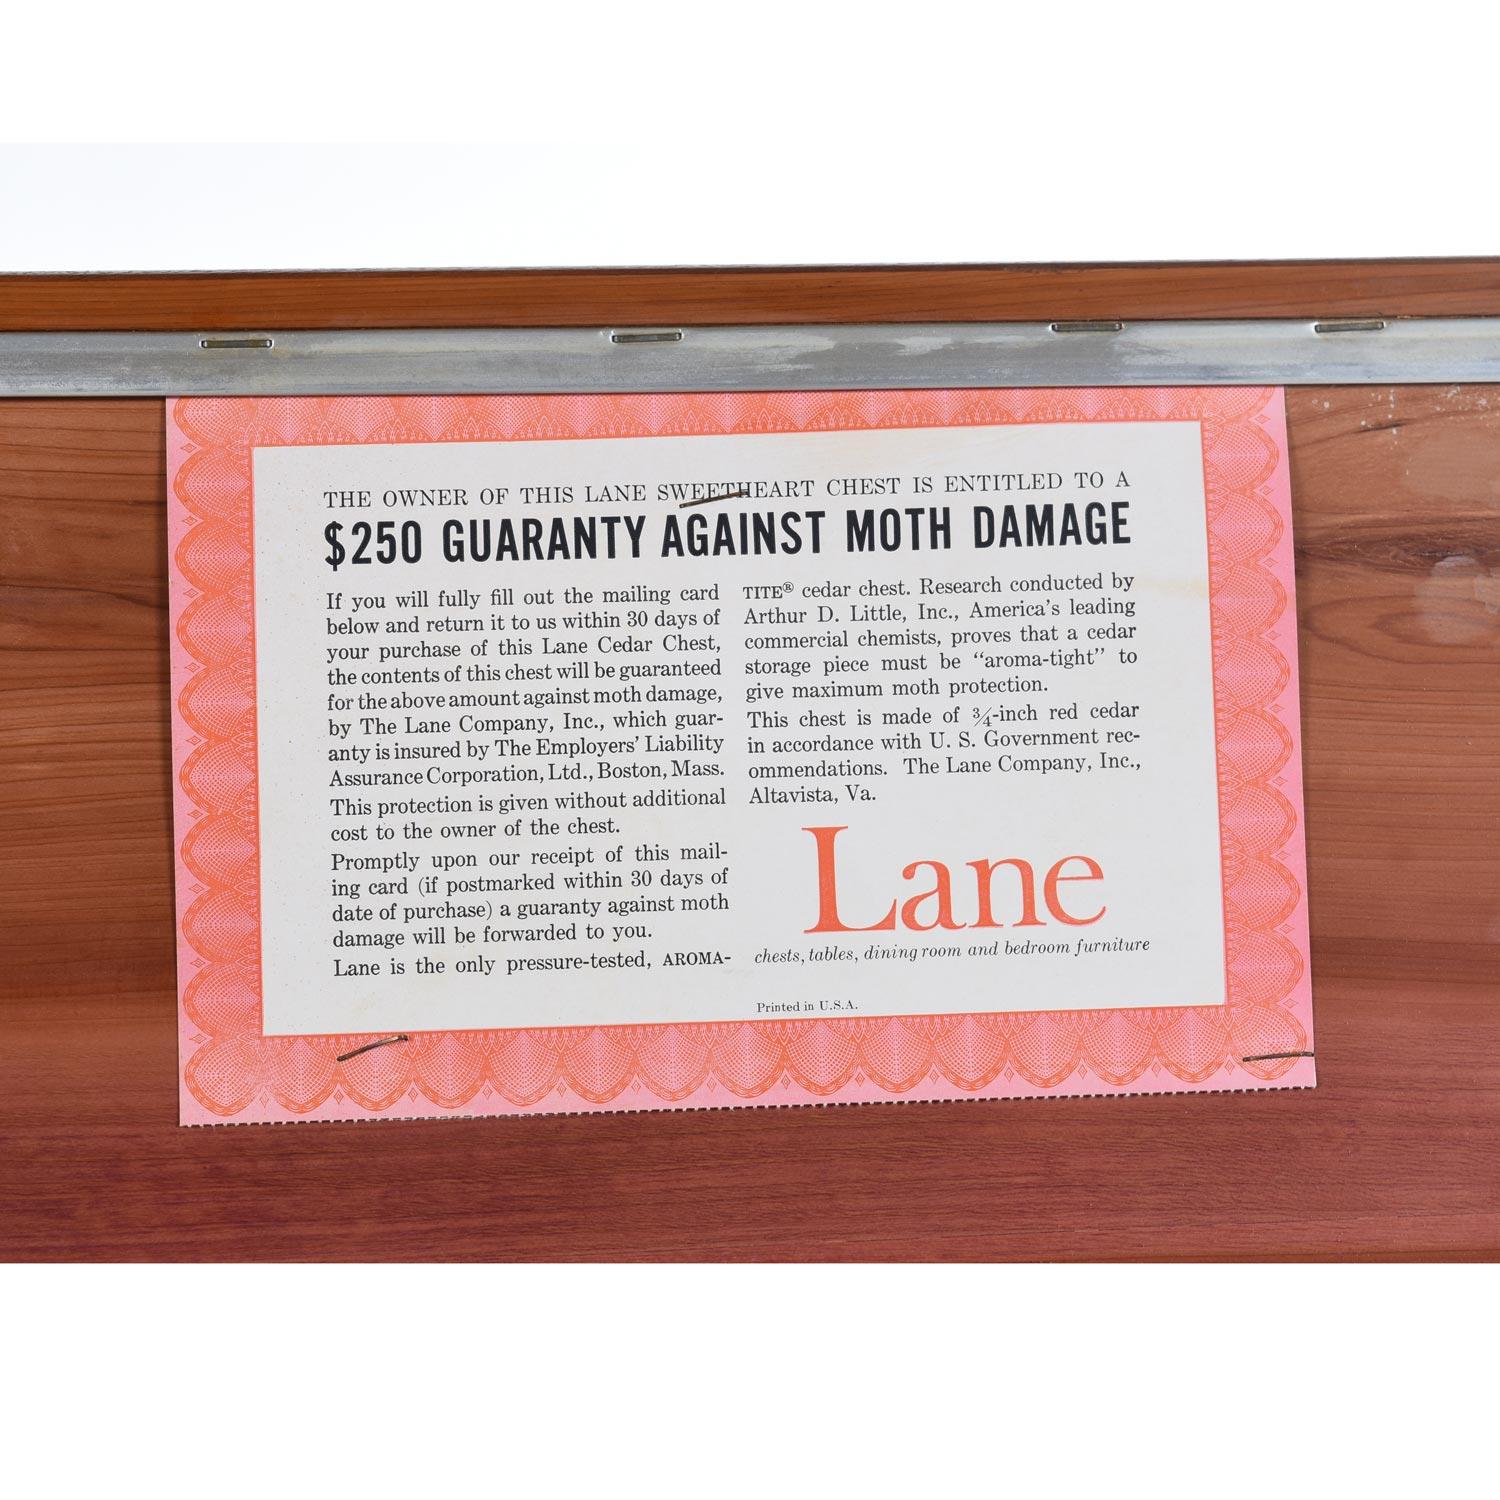 THE OWNER OF THIS LANE SWEETHEART CHEST IS ENTITLED TO A
$250 GUARANTY AGAINST MOTH DAMAGE
If you will fully fill out the mailing card
below and return it to us within 30 days of
your purchase of this Lane Cedar Chest,
the contents of this chest will be guaranteed
for the above amount against moth damage,
by The Lane Company, Inc., which guar-
anty is insured by The Employers' Liability
Assurance Corporation, Ltd., Boston, Mass.
This protection is given without additional
cost to the owner of the chest.
Promptly upon our receipt of this mail-
ing card (if postmarked within 30 days of
date of purchase) a guaranty against moth
damage will be forwarded to you.
Lane is the only pressure-tested, AROMA-
TITE® cedar chest. Research conducted by
Arthur D. Little, Inc., America's leading
commercial chemists, proves that a cedar
storage piece must be "aroma-tight" to
give maximum moth protection.
This chest is made of ¾-inch red cedar
in accordance with U. S. Government rec-
ommendations. The Lane Company, Inc.,
Altavista, Va.
Lane
chests, tables, dining room and bedroom furniture
Printed in U.S.A.